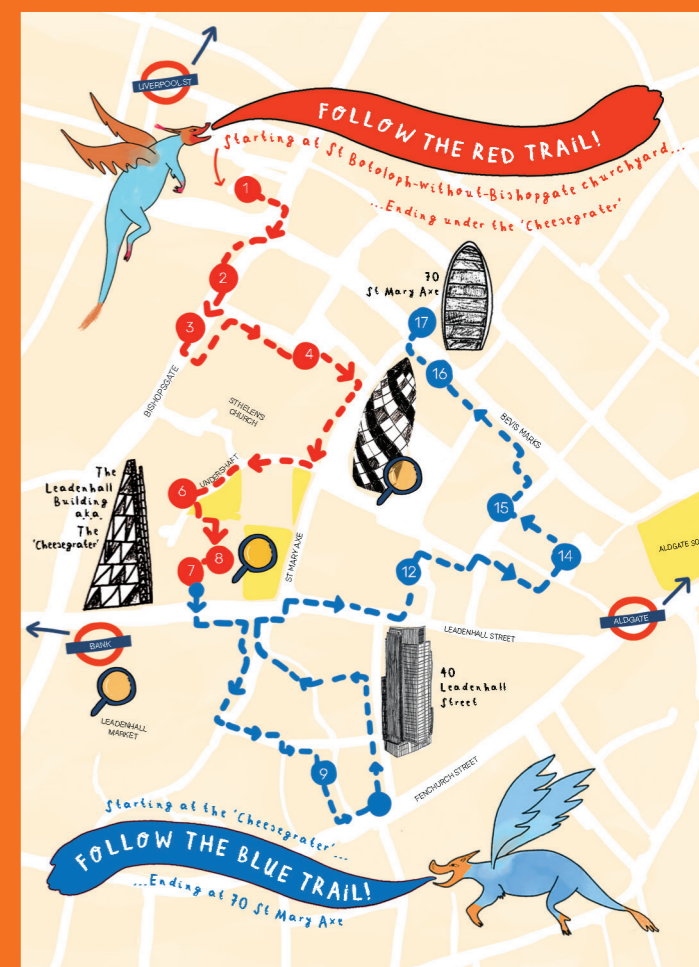 LIVERPOOL ST
FOLLOW THE RED TRAIL!
Starting at St Botoloph-without-Bishopgate churchyard...
...Ending under the 'Cheesegrater'
1
2
3
4
70
St Mary Axe
17
16
BISHOPSGATE
ST HELEN'S
CHURCH
BEVIS MARKS
The
Leadenhall
Building
aka
The
'Cheesegrater'
UNDERSHAFT
6
15
ST MARY AXE
8
7
12
14
ALDGATE SQ
ALDGATE
LEADENHALL STREET
BANK
40
Leadenhall
Street
LEADENHALL
MARKET
9
FENCHURCH STREET
Starting at the 'Cheesegrater'...
FOLLOW THE BLUE TRAIL!
...Ending at 70 St Mary Axe